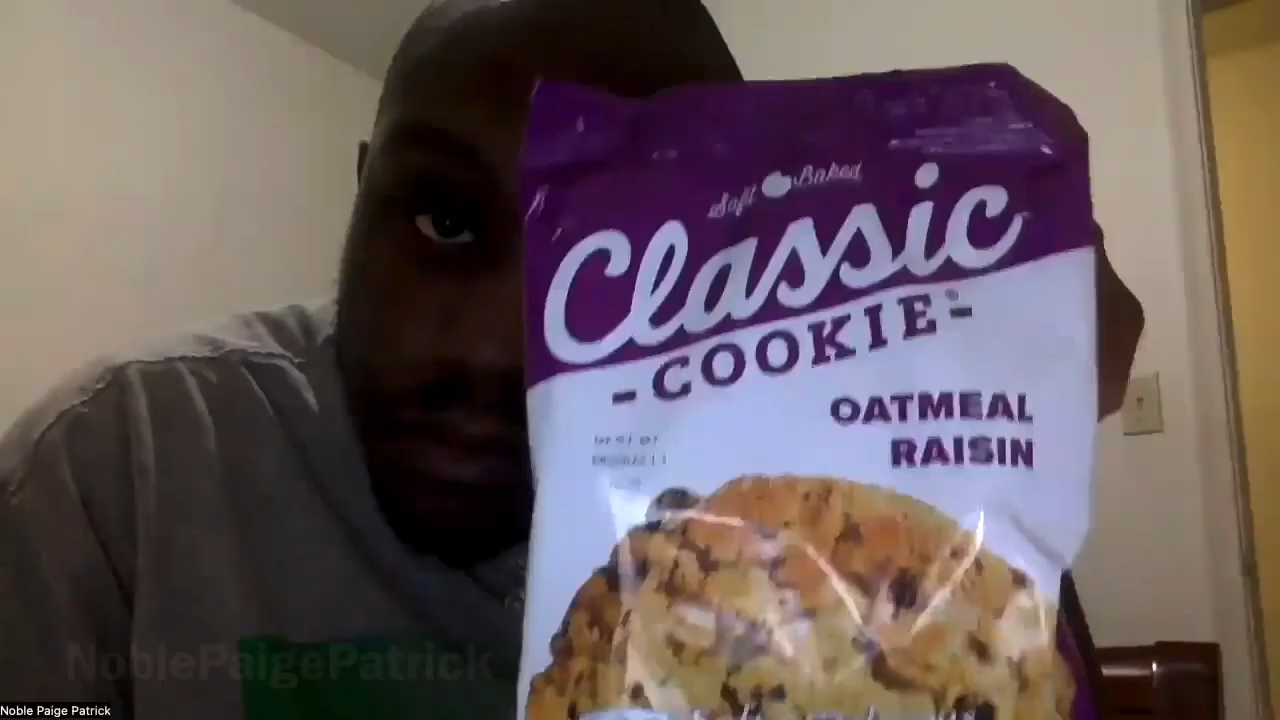 Soft Baked
Classic
-COOKIE-
OATMEAL
RAISIN
NoblePaigePatrick
Noble Paige Patrick